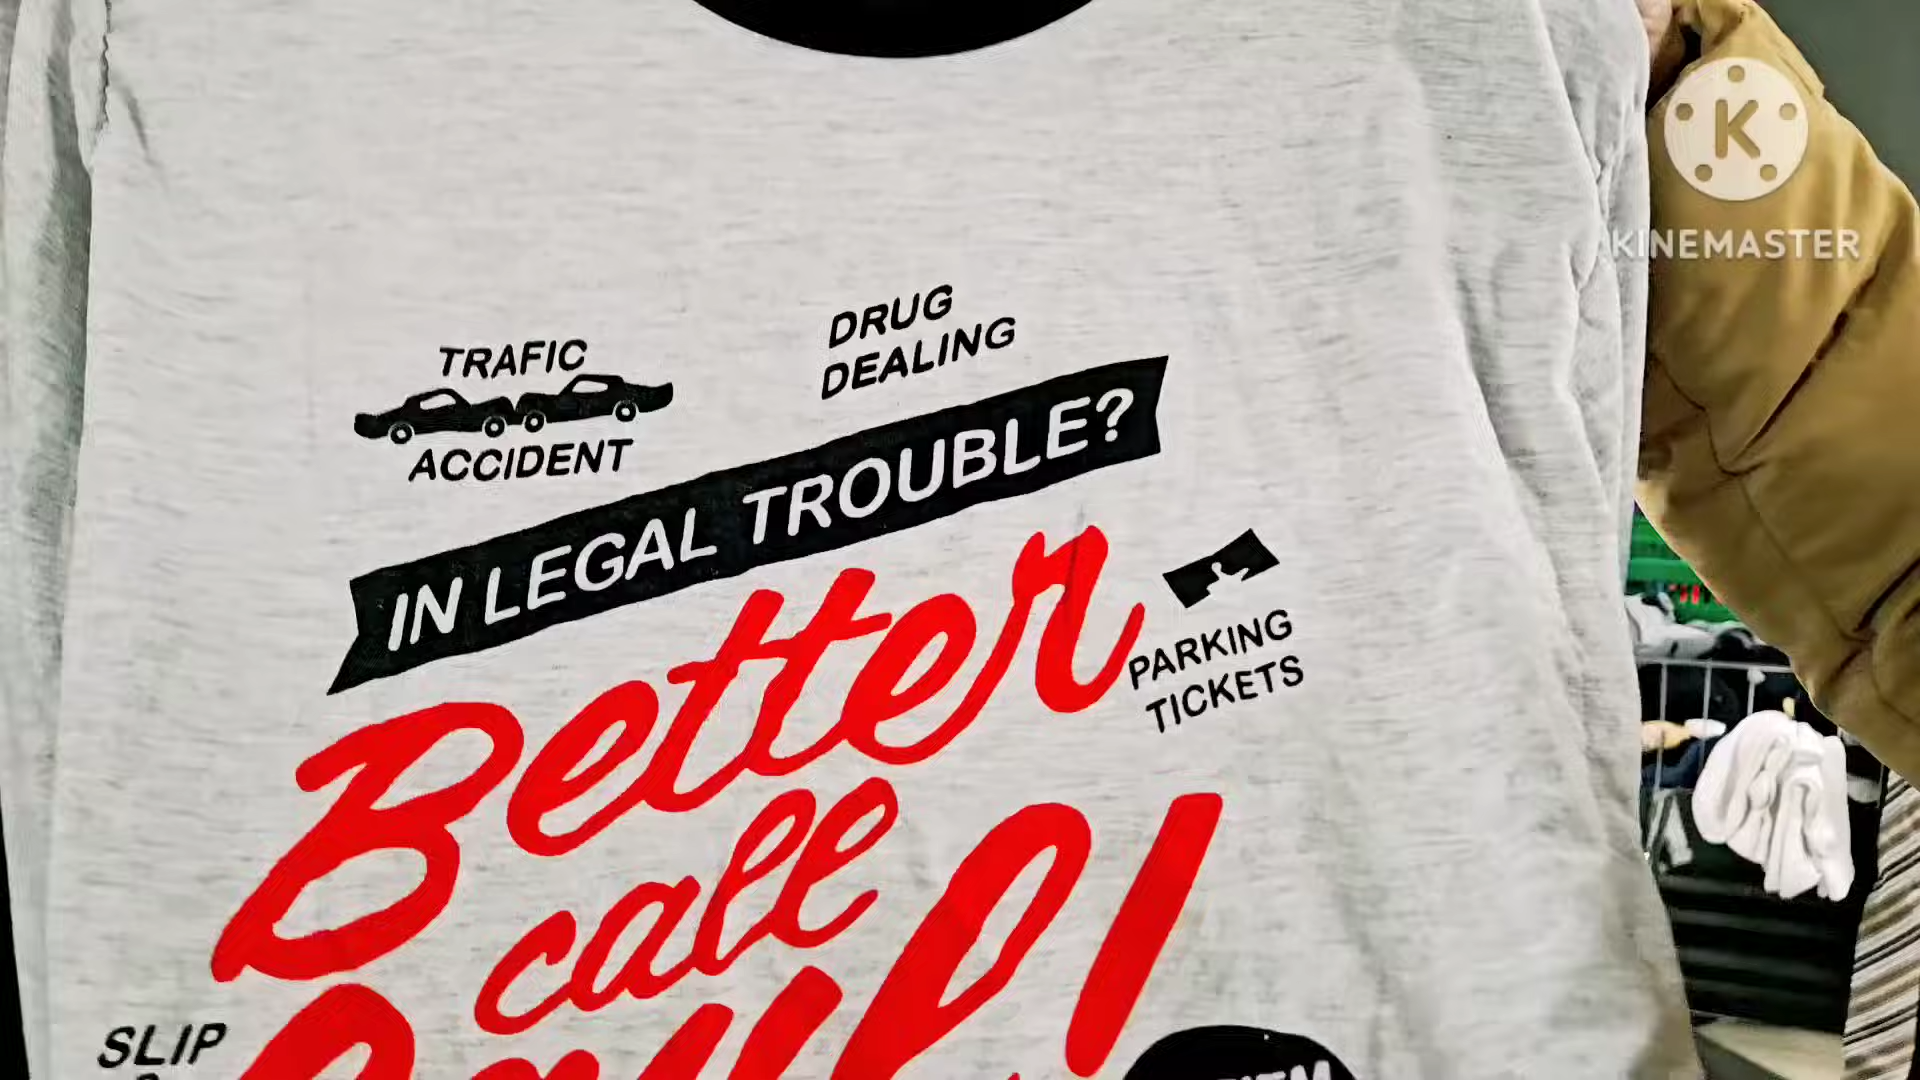 K
KINEMASTER
TRAFIC
ACCIDENT
DRUG
DEALING
IN LEGAL TROUBLE?
Better
call
PARKING
TICKETS
SLIP